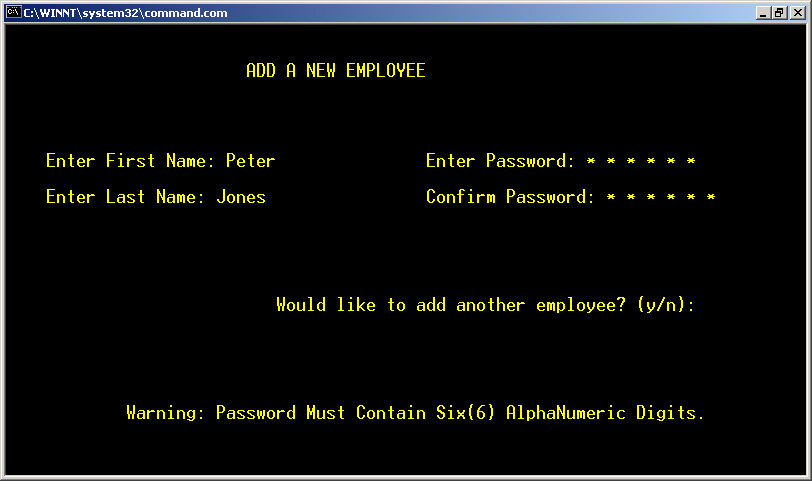 C:\WINNT\system32\command.com
ADD A NEW EMPLOYEE
Enter First Name: Peter Enter Password: * * * * * *
Enter Last Name: Jones Confirm Password: * * * * * *
Would like to add another employee? (y/n):
Warning: Password Must Contain Six(6) AlphaNumeric Digits.